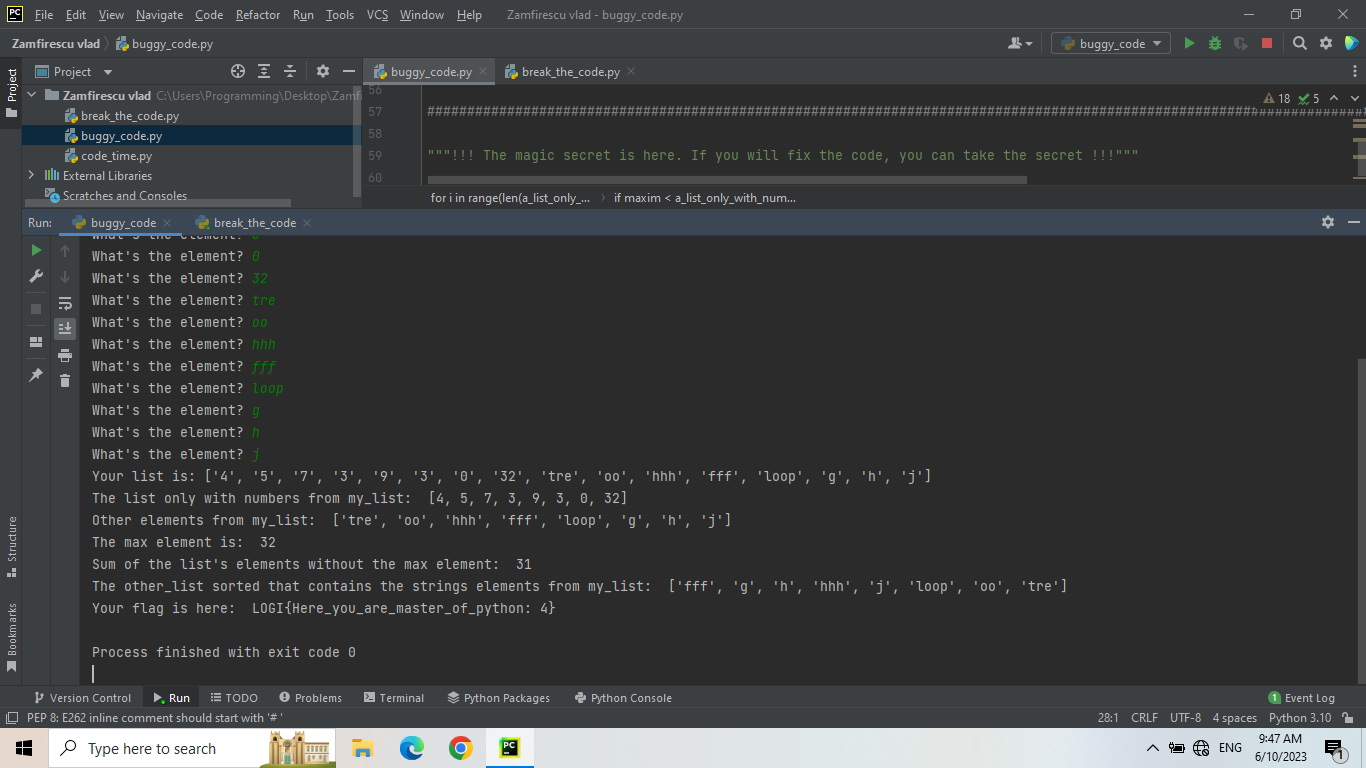 PC File Edit View Navigate Code Refactor Run Tools VCS Window Help Zamfirescu vlad - buggy_code.py
Zamfirescu vlad buggy_code.py buggy_code
Project Project buggy_code.py break_the_code.py
Zamfirescu vlad C:\Users\Programming\Desktop\Zamfi
break_the_code.py
buggy_code.py
code_time.py
External Libraries
Scratches and Consoles
56
18 5
57
58
59 """!!! The magic secret is here. If you will fix the code, you can take the secret !!!"""
60
for i in range(len(a_list_only_... if maxim < a_list_only_with_num...
Run: buggy_code break_the_code
What's the element?
What's the element? 0
What's the element? 32
What's the element? tre
What's the element? oo
What's the element? hhh
What's the element? fff
What's the element? loop
What's the element? g
What's the element? h
What's the element? j
Your list is: ['4', '5', '7', '3', '9', '3', '0', '32', 'tre', 'oo', 'hhh', 'fff', 'loop', 'g', 'h', 'j']
The list only with numbers from my_list:  [4, 5, 7, 3, 9, 3, 0, 32]
Other elements from my_list:  ['tre', 'oo', 'hhh', 'fff', 'loop', 'g', 'h', 'j']
The max element is:  32
Sum of the list's elements without the max element:  31
The other_list sorted that contains the strings elements from my_list:  ['fff', 'g', 'h', 'hhh', 'j', 'loop', 'oo', 'tre']
Your flag is here:  LOGI{Here_you_are_master_of_python: 4}
Process finished with exit code 0
Structure
Bookmarks
Version Control Run TODO Problems Terminal Python Packages Python Console 1 Event Log
PEP 8: E262 inline comment should start with '# ' 28:1 CRLF UTF-8 4 spaces Python 3.10
Type here to search PC ENG 9:47 AM
6/10/2023 1